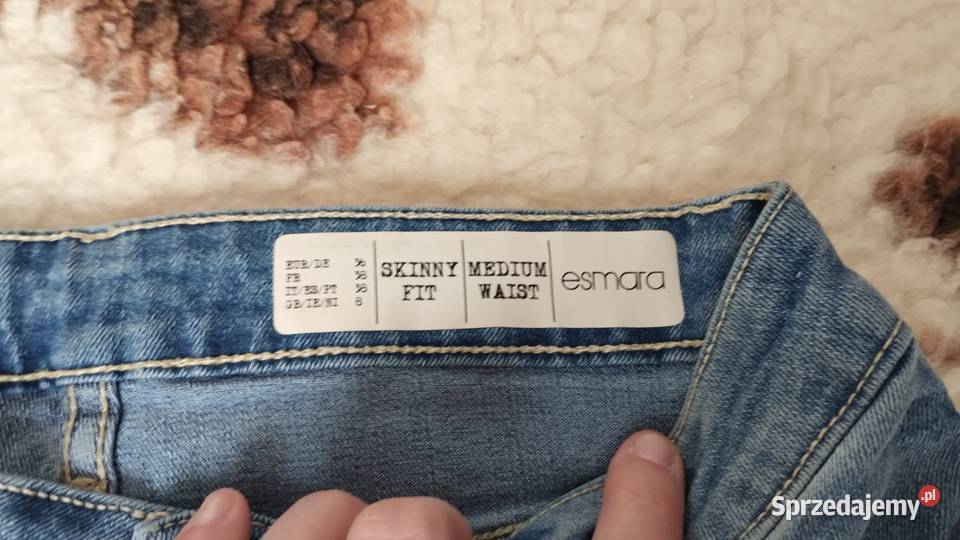 EUR/DE 36
FR 38
IT/ES/PT 38
GB/IE/NI 8
SKINNY
FIT
MEDIUM
WAIST
esmara
Sprzedajemy.pl